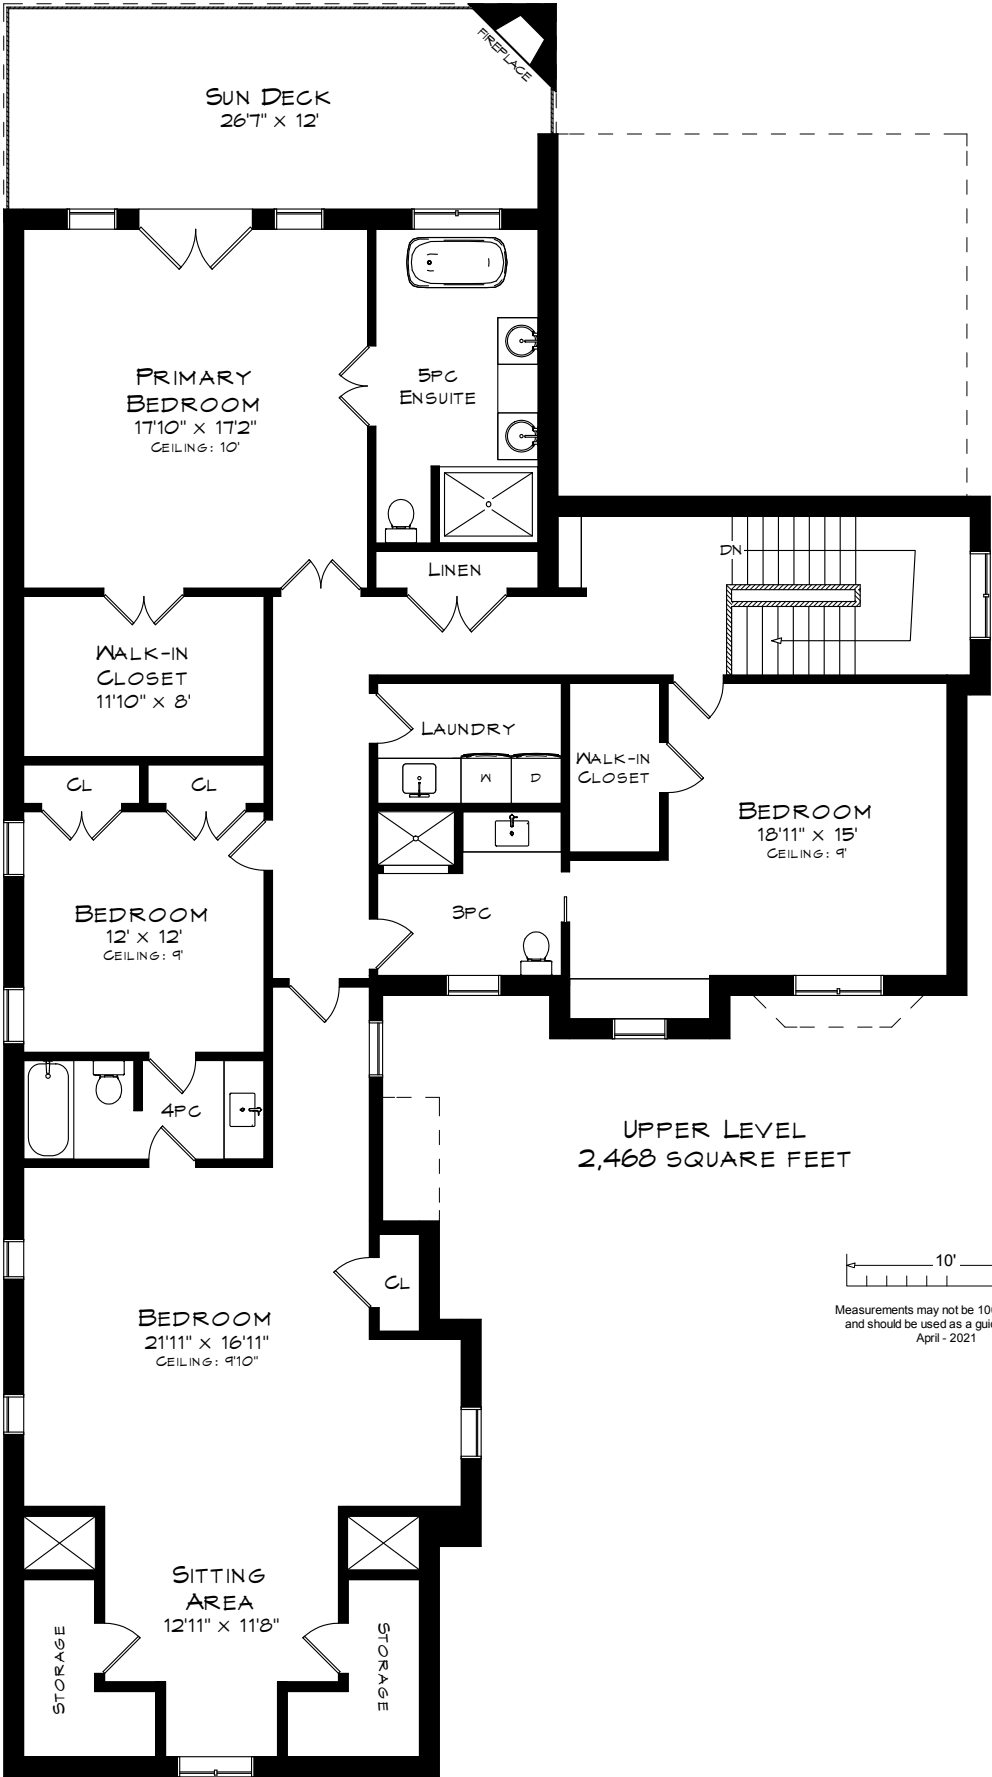 FIREPLACE
SUN DECK
26'7" X 12'
PRIMARY
BEDROOM
17'10" X 17'2"
CEILING: 10'
5PC
ENSUITE
LINEN
DN
WALK-IN
CLOSET
11'10" X 8'
LAUNDRY
W
D
WALK-IN
CLOSET
CL
CL
BEDROOM
18'11" X 15'
CEILING: 9'
BEDROOM
12' X 12'
CEILING: 9'
3PC
4PC
UPPER LEVEL
2,468 SQUARE FEET
10'
Measurements may not be
and should be used as a
April - 2021
CL
BEDROOM
21'11" X 16'11"
CEILING: 9'10"
SITTING
AREA
12'11" X 11'8"
STORAGE
STORAGE